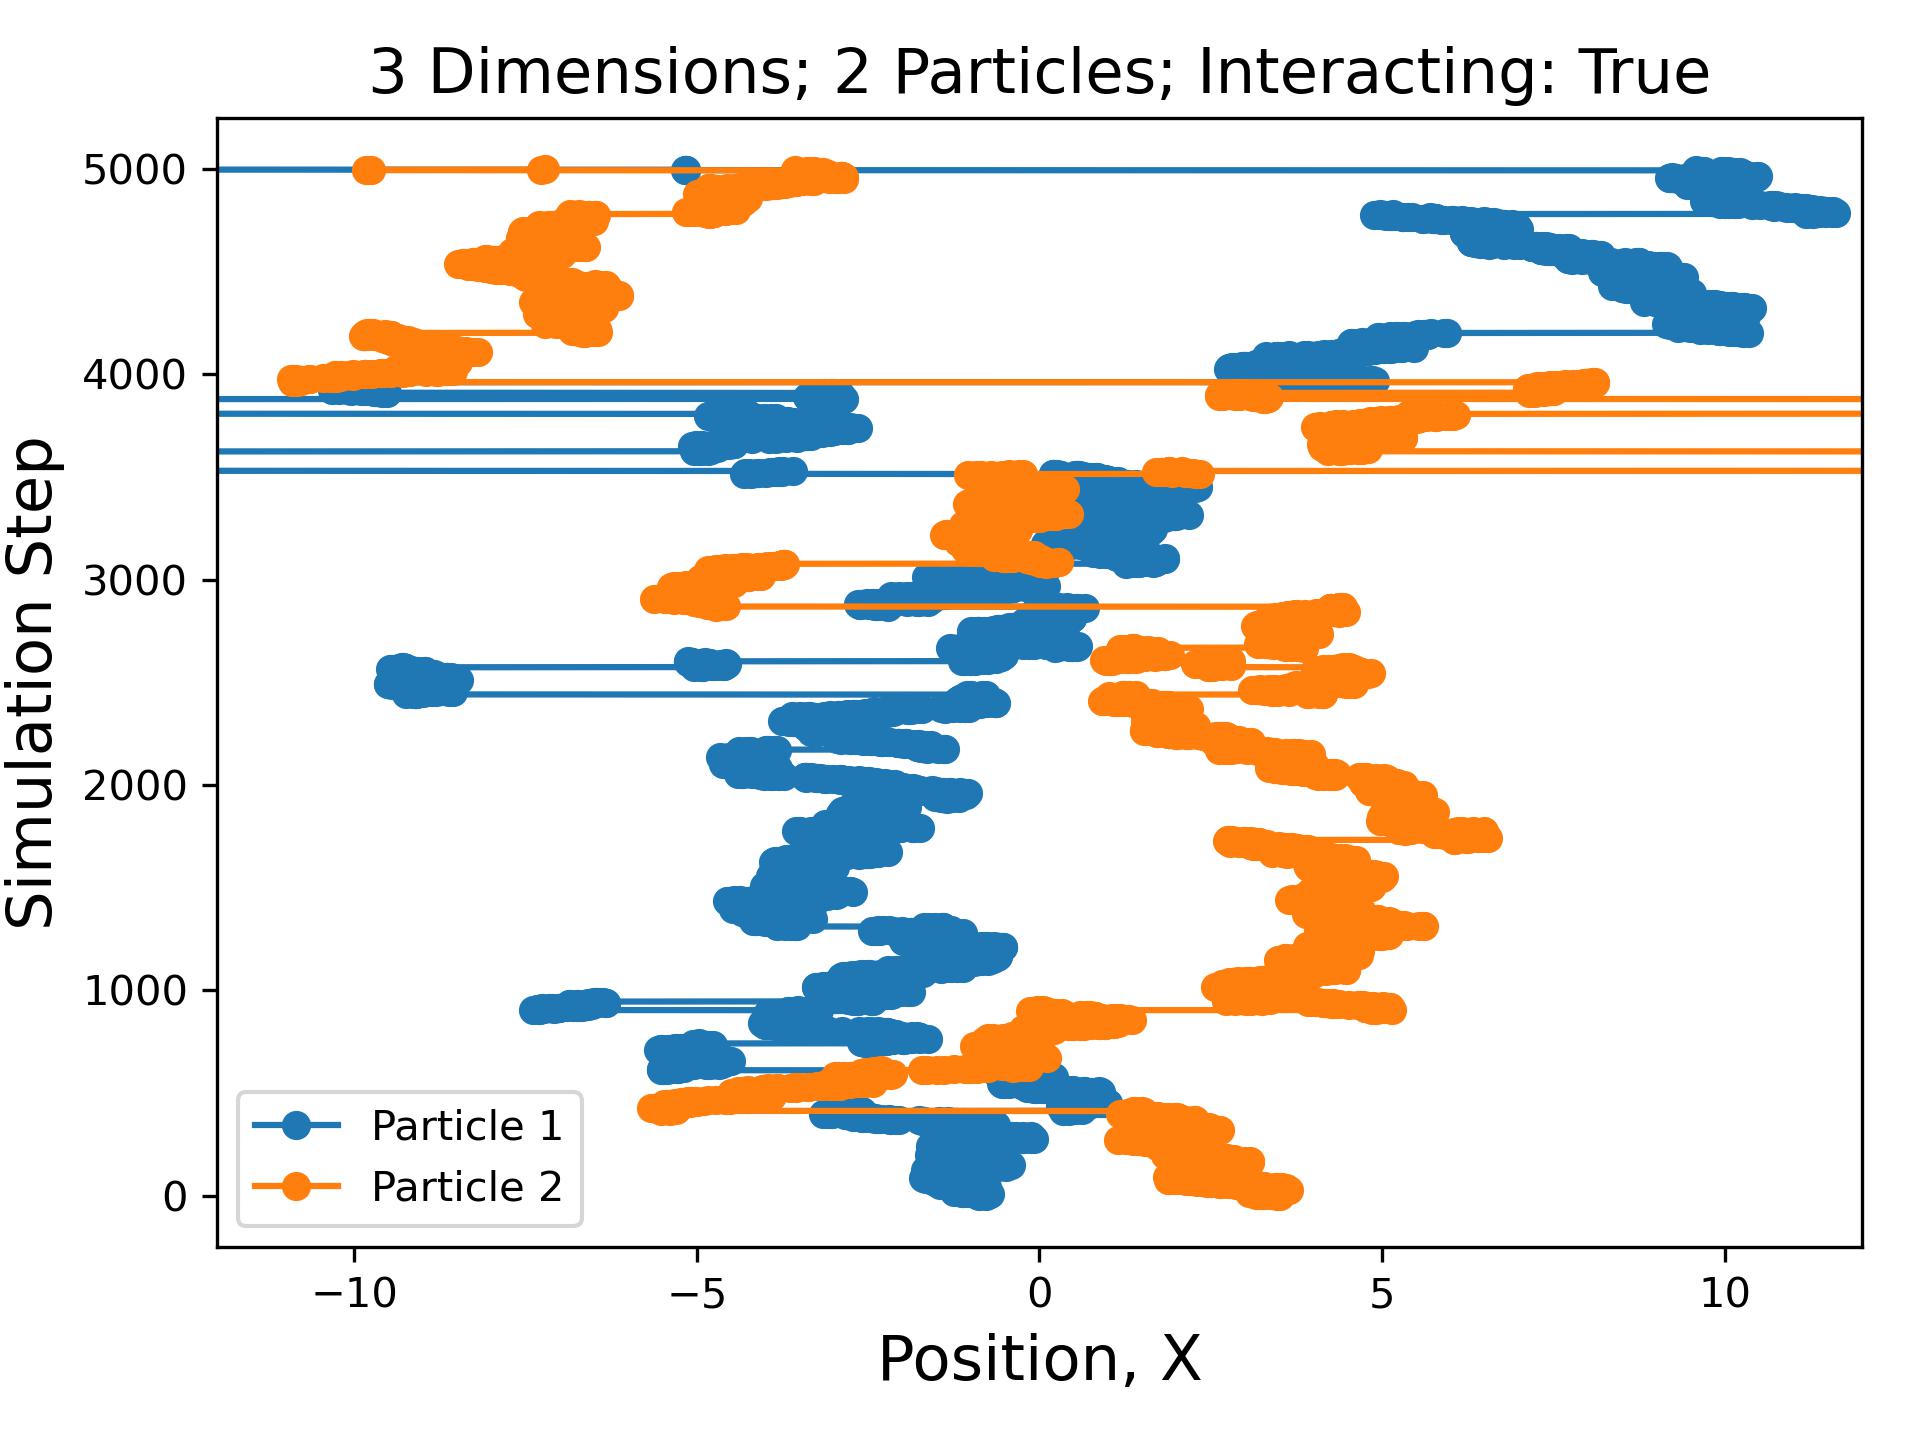 3 Dimensions; 2 Particles; Interacting: True
Simulation Step
5000
4000
3000
2000
1000
0
Particle 1
Particle 2
−10
−5
0
5
10
Position, X